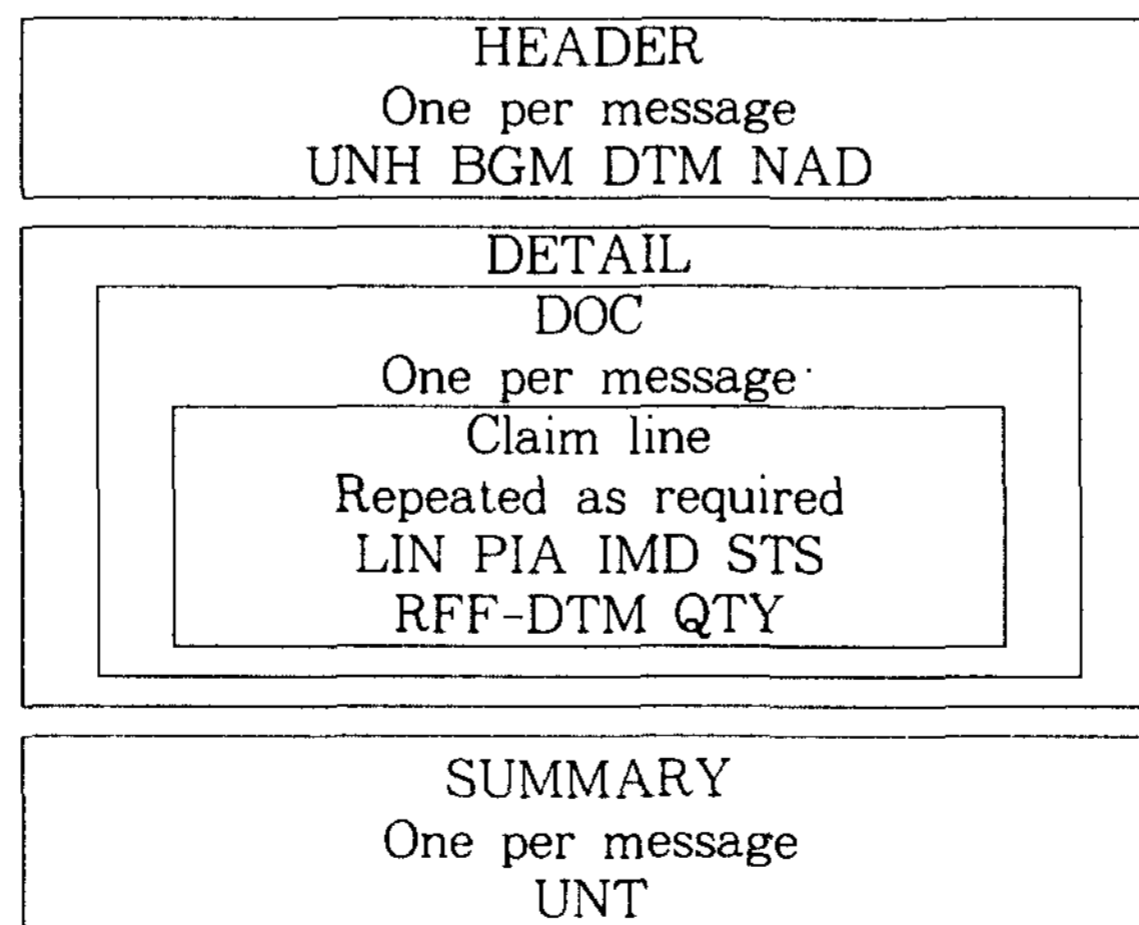 HEADER
One per message
UNH BGM DTM NAD
DETAIL
DOC
One per message
Claim line
Repeated as required
LIN PIA IMD STS
RFF-DTM QTY
SUMMARY
One per message
UNT